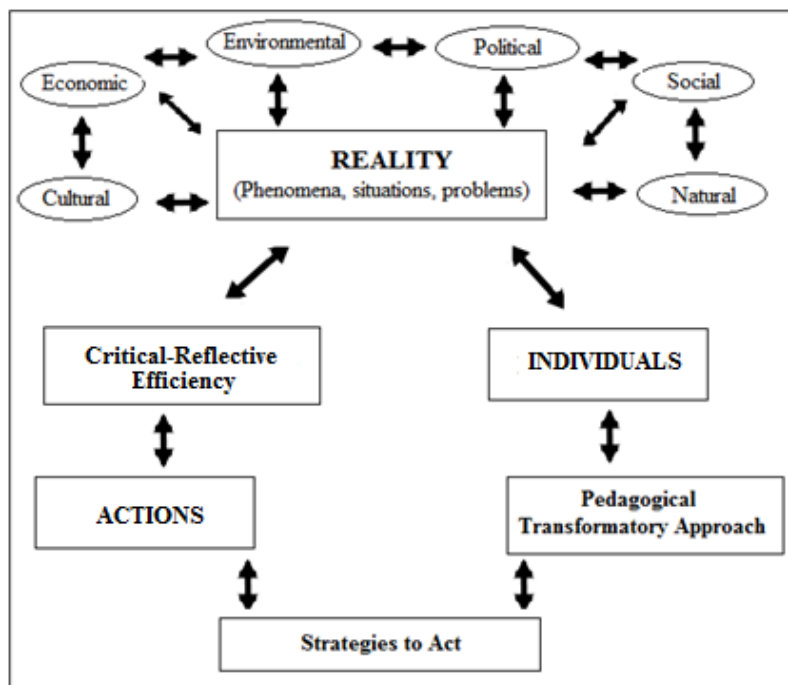 Environmental
Political
Economic
Social
REALITY
(Phenomena, situations, problems)
Cultural
Natural
Critical-Reflective
Efficiency
INDIVIDUALS
ACTIONS
Pedagogical
Transformatory Approach
Strategies to Act